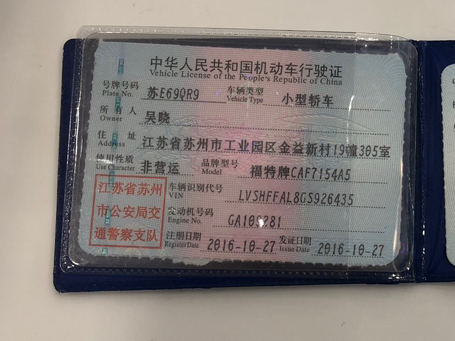 中华人民共和国机动车行驶证
Vehicle License of the People's Republic of China
号牌号码 苏E69QR9 车辆类型 小型轿车
Plate No. Vehicle Type
所有人 吴晓
Owner
住址 江苏省苏州市工业园区金益新村19幢305室
Address
使用性质 非营运 品牌型号 福特牌CAF7154A5
Use Character Model
江苏省苏州
市公安局交
通警察支队
车辆识别代号 LVSHFFAL8GS926435
VIN
发动机号码 GA109281
Engine No.
注册日期 2016-10-27 发证日期 2016-10-27
Register Date Issue Date